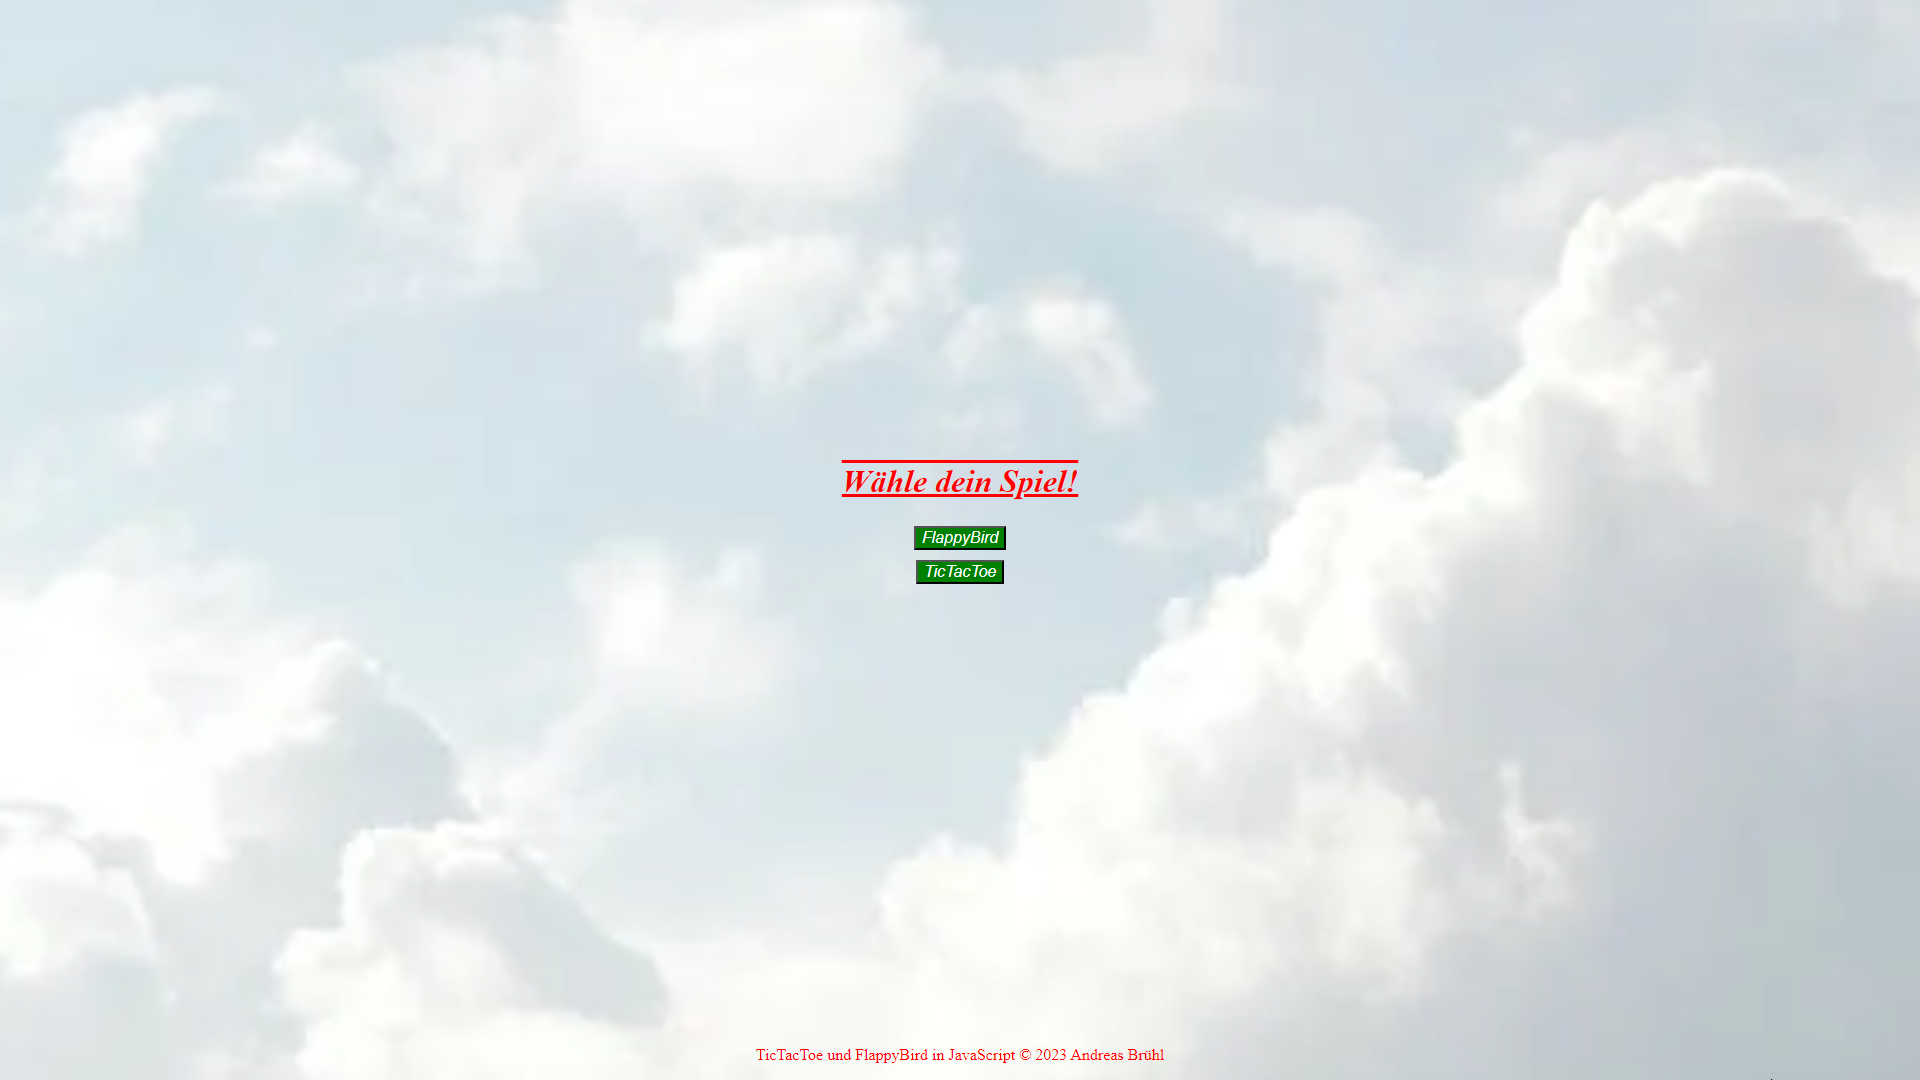 Wähle dein Spiel!
FlappyBird
TicTacToe
TicTacToe und FlappyBird in JavaScript © 2023 Andreas Brühl